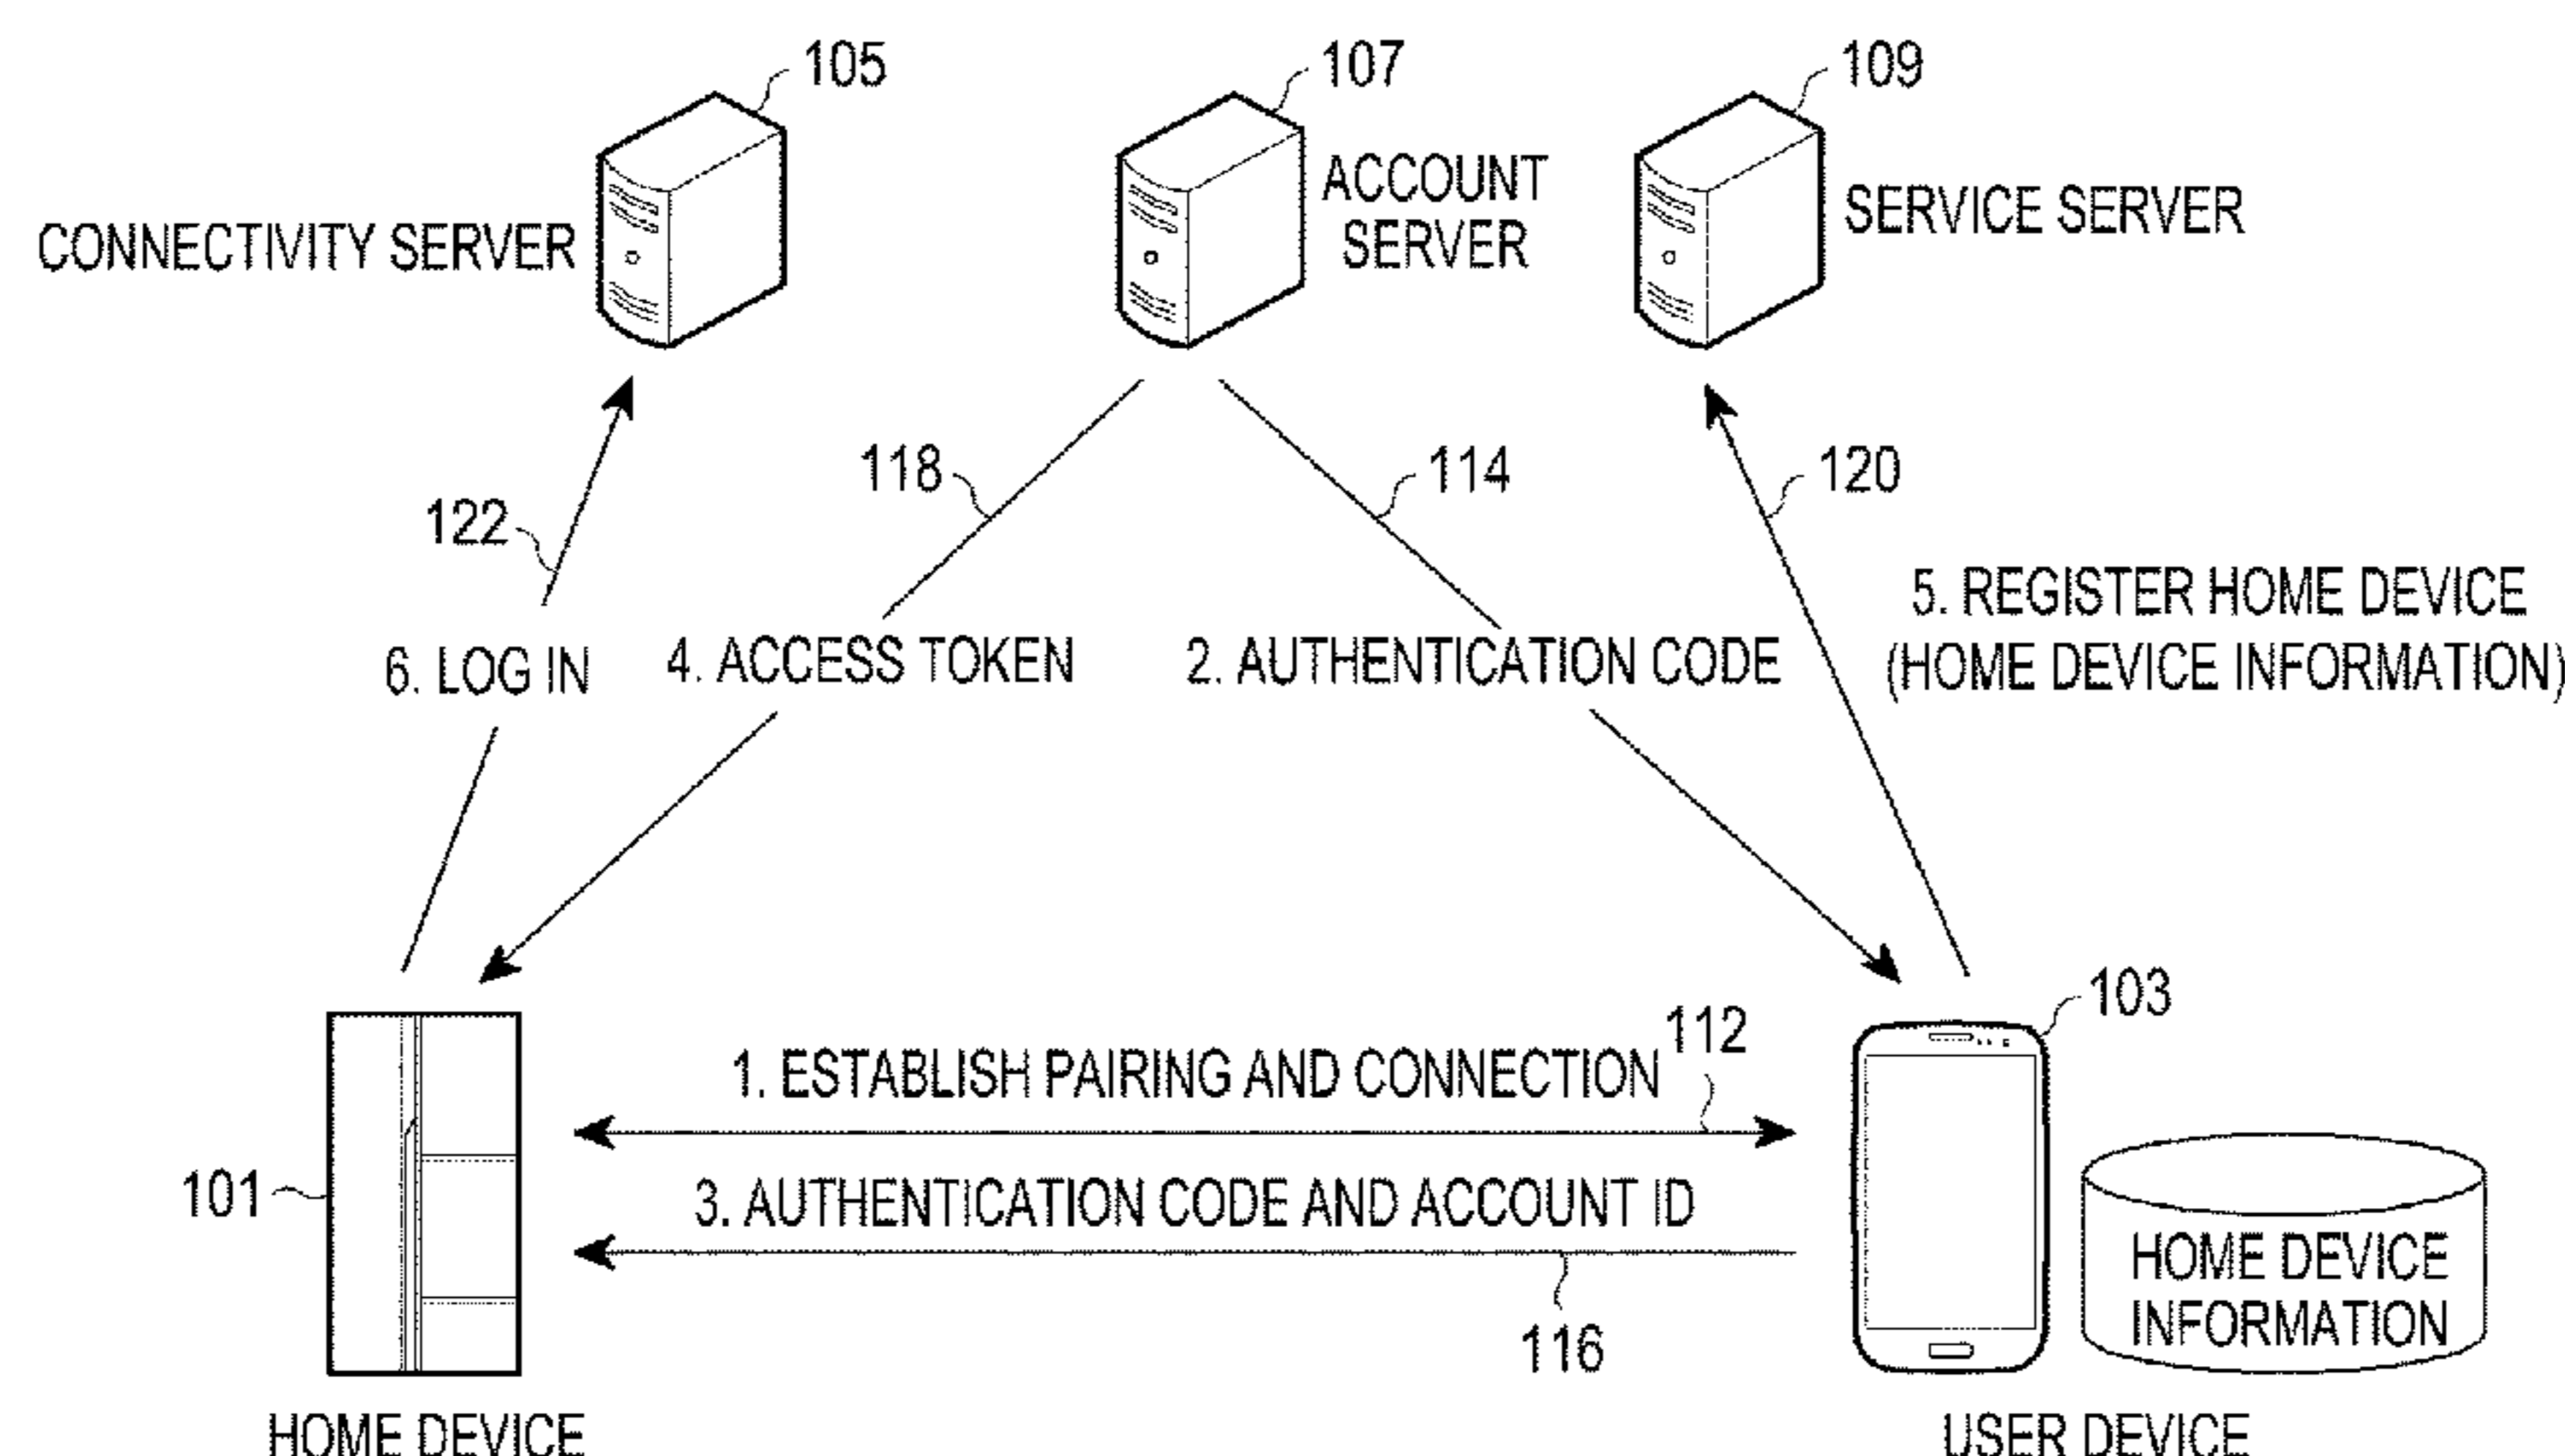 105
107
109
CONNECTIVITY SERVER
ACCOUNT
SERVER
SERVICE SERVER
118
114
120
122
6. LOG IN
4. ACCESS TOKEN
2. AUTHENTICATION CODE
5. REGISTER HOME DEVICE
(HOME DEVICE INFORMATION)
103
1. ESTABLISH PAIRING AND CONNECTION
112
101
3. AUTHENTICATION CODE AND ACCOUNT ID
116
HOME DEVICE
INFORMATION
HOME DEVICE
USER DEVICE